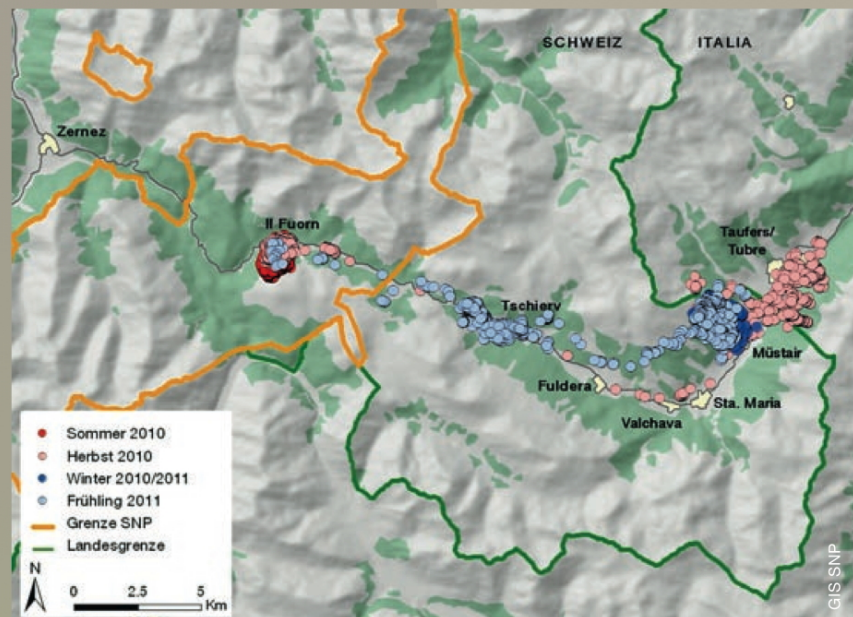 SCHWEIZ
ITALIA
Zernez
Il Fuorn
Taufers/
Tubre
Tschierv
Müstair
Fuldera
Sta. Maria
Valchava
Sommer 2010
Herbst 2010
Winter 2010/2011
Frühling 2011
Grenze SNP
Landesgrenze
N
0 2.5 5
Km
GIS SNP